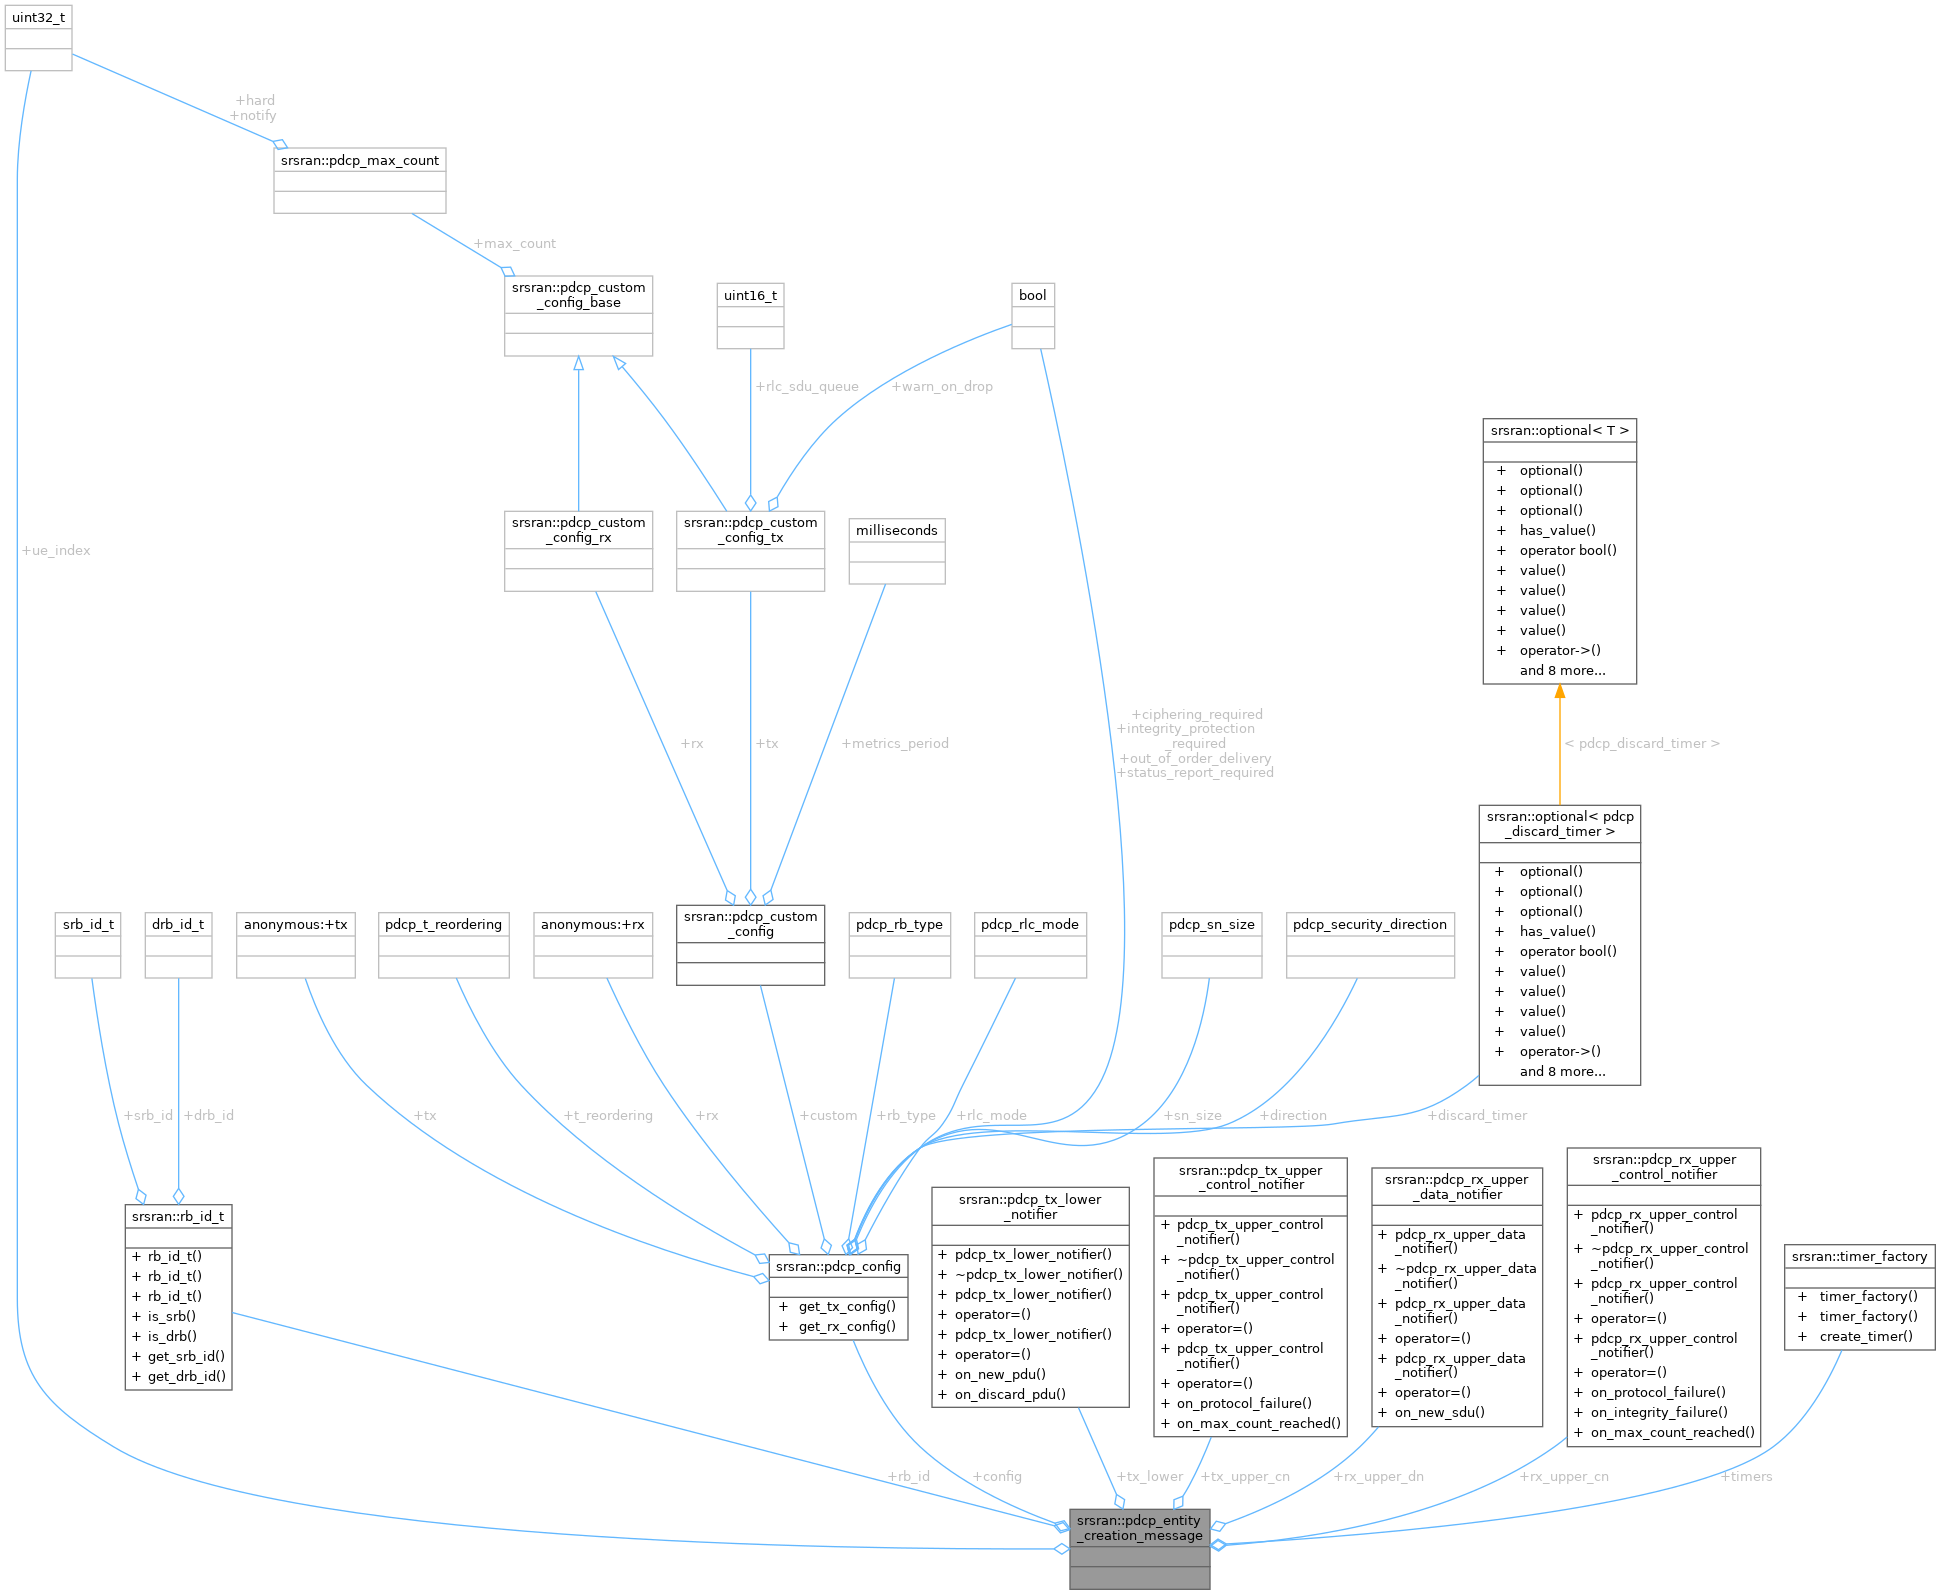 uint32_t
+hard
+notify
srsran::pdcp_max_count
+max_count
srsran::pdcp_custom
_config_base
uint16_t
bool
+rlc_sdu_queue
+warn_on_drop
srsran::optional< T >
+ optional()
+ optional()
+ optional()
+ has_value()
+ operator bool()
+ value()
+ value()
+ value()
+ value()
+ operator->()
and 8 more...
srsran::pdcp_custom
_config_rx
srsran::pdcp_custom
_config_tx
milliseconds
+ue_index
+rx
+tx
+metrics_period
+ciphering_required
+integrity_protection
_required
+out_of_order_delivery
+status_report_required
< pdcp_discard_timer >
srsran::optional< pdcp
_discard_timer >
+ optional()
+ optional()
+ optional()
+ has_value()
+ operator bool()
+ value()
+ value()
+ value()
+ value()
+ operator->()
and 8 more...
srb_id_t
drb_id_t
anonymous:+tx
pdcp_t_reordering
anonymous:+rx
srsran::pdcp_custom
_config
pdcp_rb_type
pdcp_rlc_mode
pdcp_sn_size
pdcp_security_direction
+srb_id
+drb_id
+tx
+t_reordering
+rx
+custom
+rb_type
+rlc_mode
+sn_size
+direction
+discard_timer
srsran::rb_id_t
+ rb_id_t()
+ rb_id_t()
+ rb_id_t()
+ is_srb()
+ is_drb()
+ get_srb_id()
+ get_drb_id()
srsran::pdcp_config
+ get_tx_config()
+ get_rx_config()
srsran::pdcp_tx_lower
_notifier
+ pdcp_tx_lower_notifier()
+ ~pdcp_tx_lower_notifier()
+ pdcp_tx_lower_notifier()
+ operator=()
+ pdcp_tx_lower_notifier()
+ operator=()
+ on_new_pdu()
+ on_discard_pdu()
srsran::pdcp_tx_upper
_control_notifier
+ pdcp_tx_upper_control
_notifier()
+ ~pdcp_tx_upper_control
_notifier()
+ pdcp_tx_upper_control
_notifier()
+ operator=()
+ pdcp_tx_upper_control
_notifier()
+ operator=()
+ on_protocol_failure()
+ on_max_count_reached()
srsran::pdcp_rx_upper
_data_notifier
+ pdcp_rx_upper_data
_notifier()
+ ~pdcp_rx_upper_data
_notifier()
+ pdcp_rx_upper_data
_notifier()
+ operator=()
+ pdcp_rx_upper_data
_notifier()
+ operator=()
+ on_new_sdu()
srsran::pdcp_rx_upper
_control_notifier
+ pdcp_rx_upper_control
_notifier()
+ ~pdcp_rx_upper_control
_notifier()
+ pdcp_rx_upper_control
_notifier()
+ operator=()
+ pdcp_rx_upper_control
_notifier()
+ operator=()
+ on_protocol_failure()
+ on_integrity_failure()
+ on_max_count_reached()
srsran::timer_factory
+ timer_factory()
+ timer_factory()
+ create_timer()
+rb_id
+config
+tx_lower
+tx_upper_cn
+rx_upper_dn
+rx_upper_cn
+timers
srsran::pdcp_entity
_creation_message